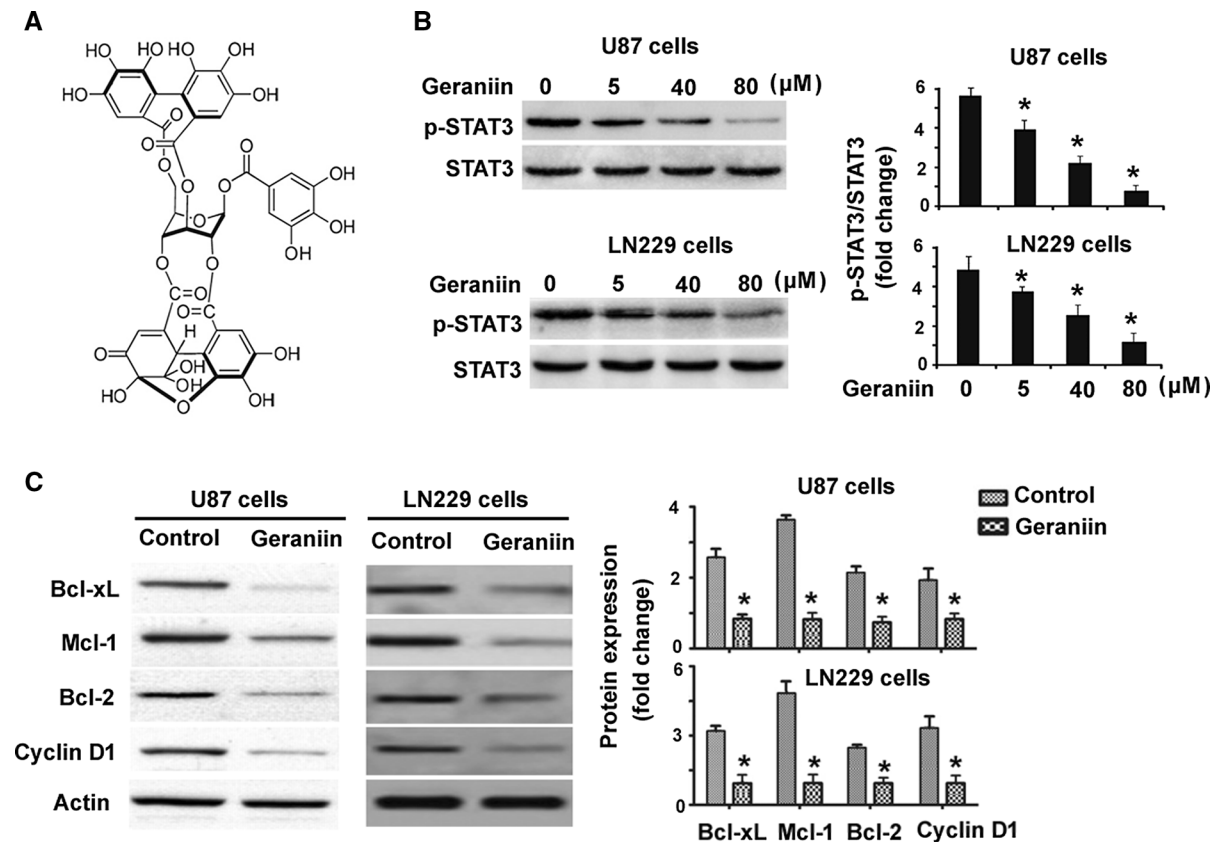 A
HO OH HO OH OH
HO OH
O O
O O
O OH
O O O OH
OH
O O
C=O O
C=O
H
O OH
OH
OH
HO O OH
B
U87 cells
Geraniin 0 5 40 80 (μM)
p-STAT3
STAT3
LN229 cells
Geraniin 0 5 40 80 (μM)
p-STAT3
STAT3
U87 cells
6
4
2
0
* * *
LN229 cells
6
4
2
0
* * *
p-STAT3/STAT3
(fold change)
Geraniin 0 5 40 80 (μM)
C
U87 cells
Control Geraniin
LN229 cells
Control Geraniin
Bcl-xL
Mcl-1
Bcl-2
Cyclin D1
Actin
U87 cells
Control
Geraniin
4
2
0
* * * *
LN229 cells
6
3
0
* * * *
Protein expression
(fold change)
Bcl-xL Mcl-1 Bcl-2 Cyclin D1